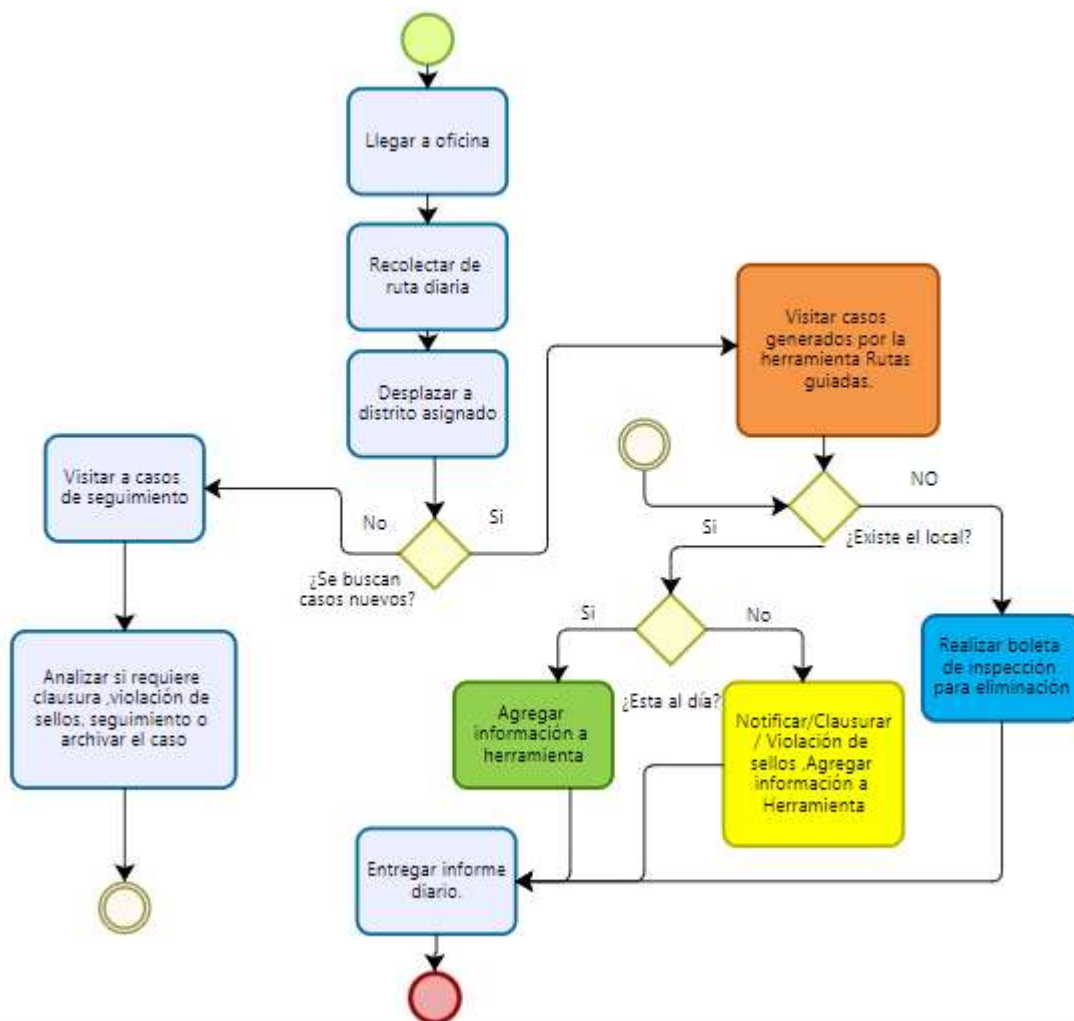 Llegar a oficina
Recolectar de
ruta diaria
Desplazar a
distrito asignado
Visitar casos
generados por la
herramienta Rutas
guiadas.
Visitar a casos
de seguimiento
No
Si
¿Se buscan
casos nuevos?
NO
Si
¿Existe el local?
Analizar si requiere
clausura ,violación de
sellos, seguimiento o
archivar el caso
Si
No
¿Esta al día?
Realizar boleta
de inspección
para eliminación
Agregar
información a
herramienta
Notificar/Clausurar
/ Violación de
sellos ,Agregar
información a
Herramienta
Entregar informe
diario.